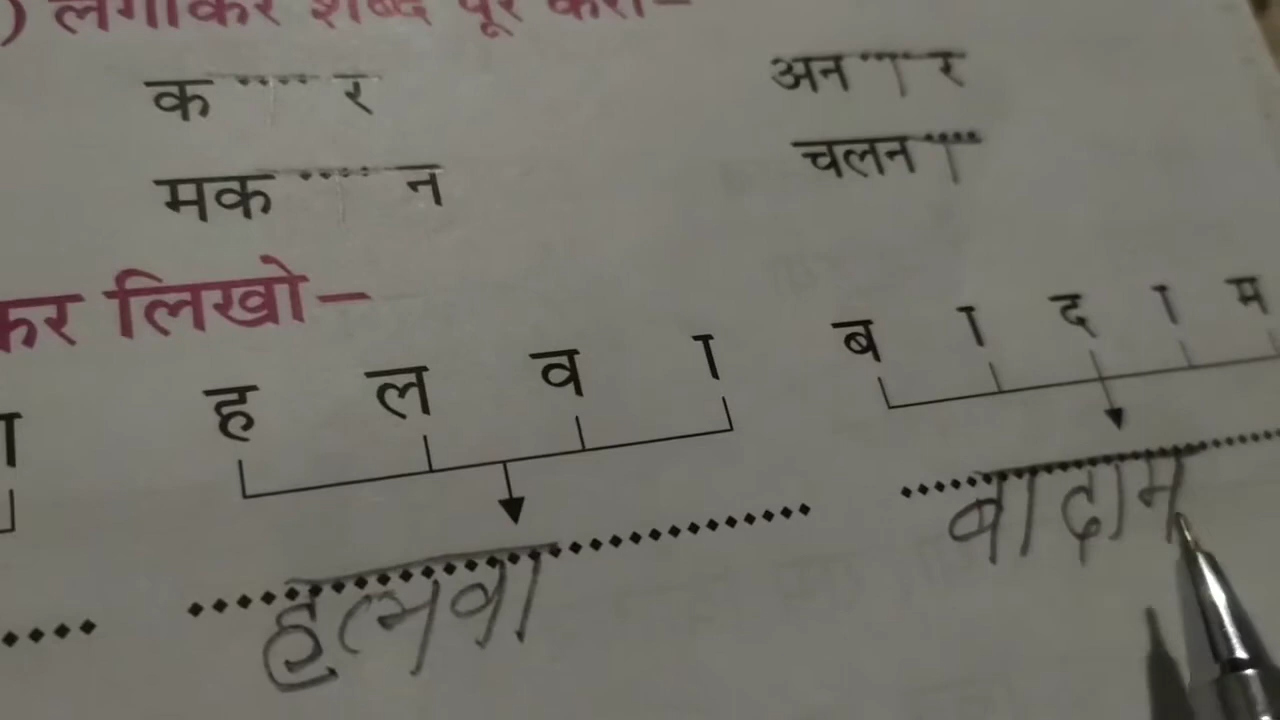 ) लगाकर शब्द पूरे करो–
क .... ा र अन .... ा र
मक .... ा न चलन .... ा
कर लिखो–
ा ह ल व ा ब ा द ा म
हलवा बादाम